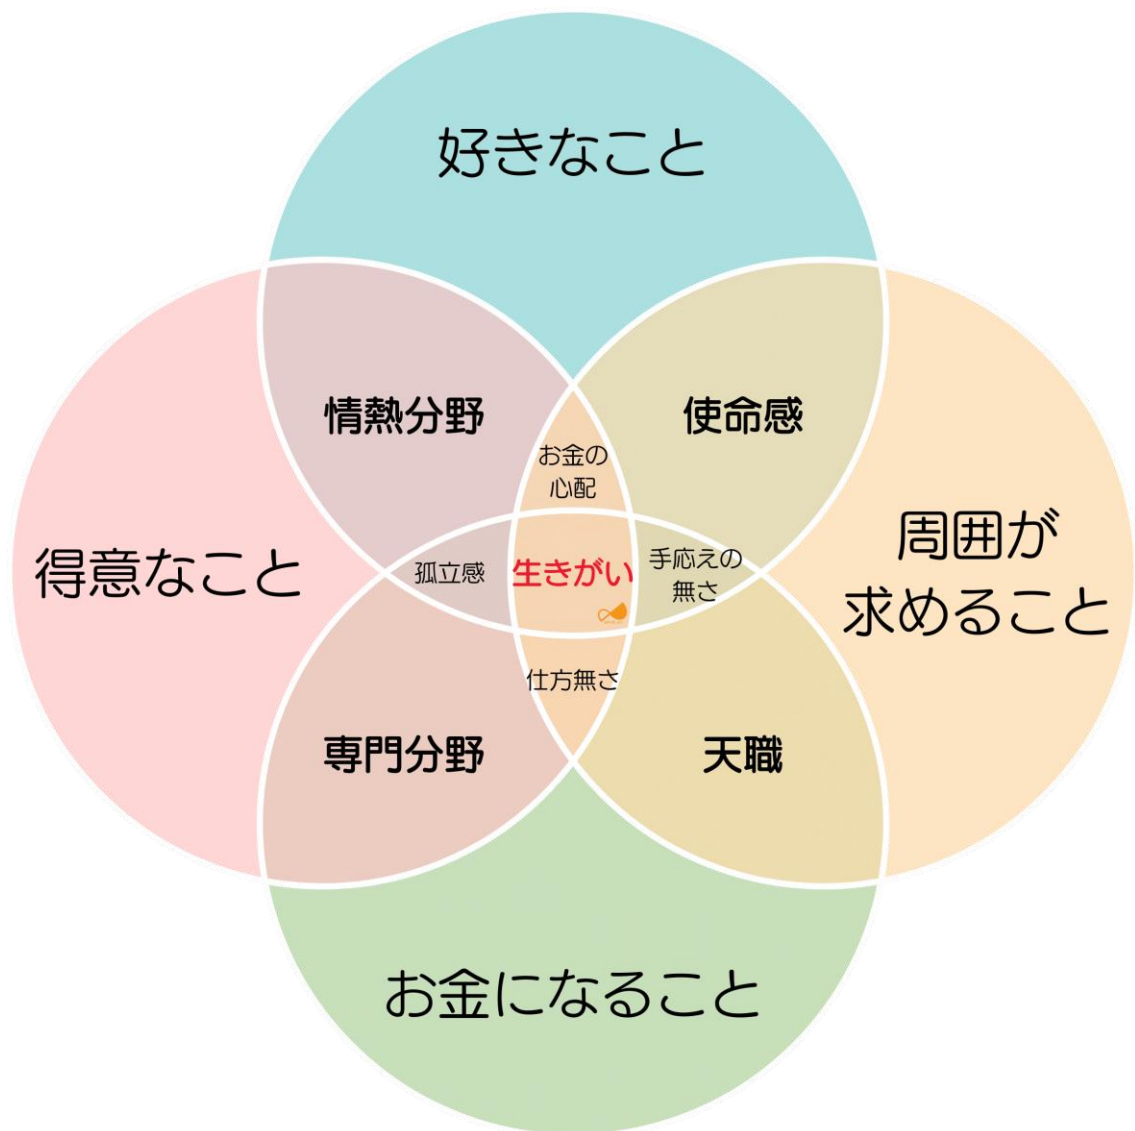 好きなこと
情熱分野
使命感
お金の
心配
得意なこと
孤立感
生きがい
手応えの
無さ
周囲が
求めること
仕方無さ
専門分野
天職
お金になること